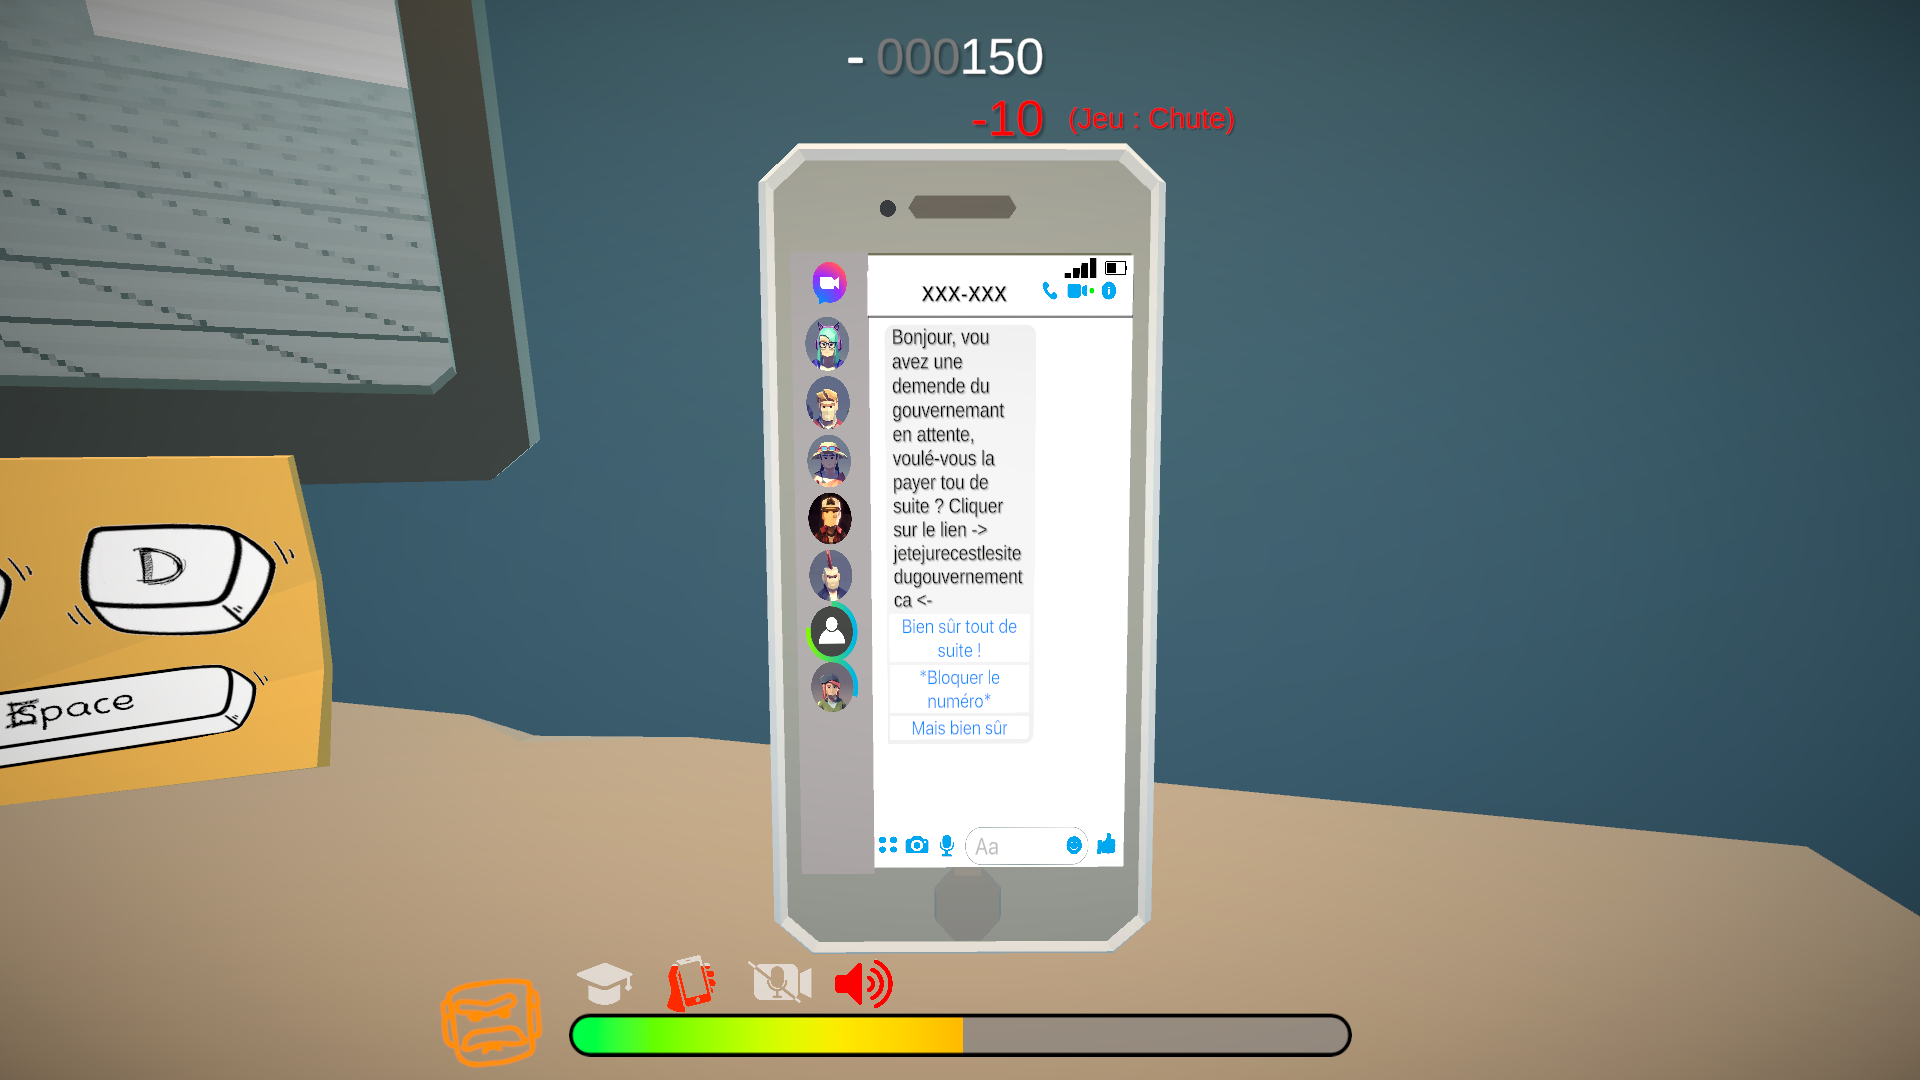 - 000150
-10 (Jeu : Chute)
XXX-XXX
Bonjour, vou
avez une
demende du
gouvernemant
en attente,
voulé-vous la
payer tou de
suite ? Cliquer
sur le lien ->
jetejurecestlesite
dugouvernement
ca <-
Bien sûr tout de
suite !
*Bloquer le
numéro*
Mais bien sûr
Aa
D
Espace